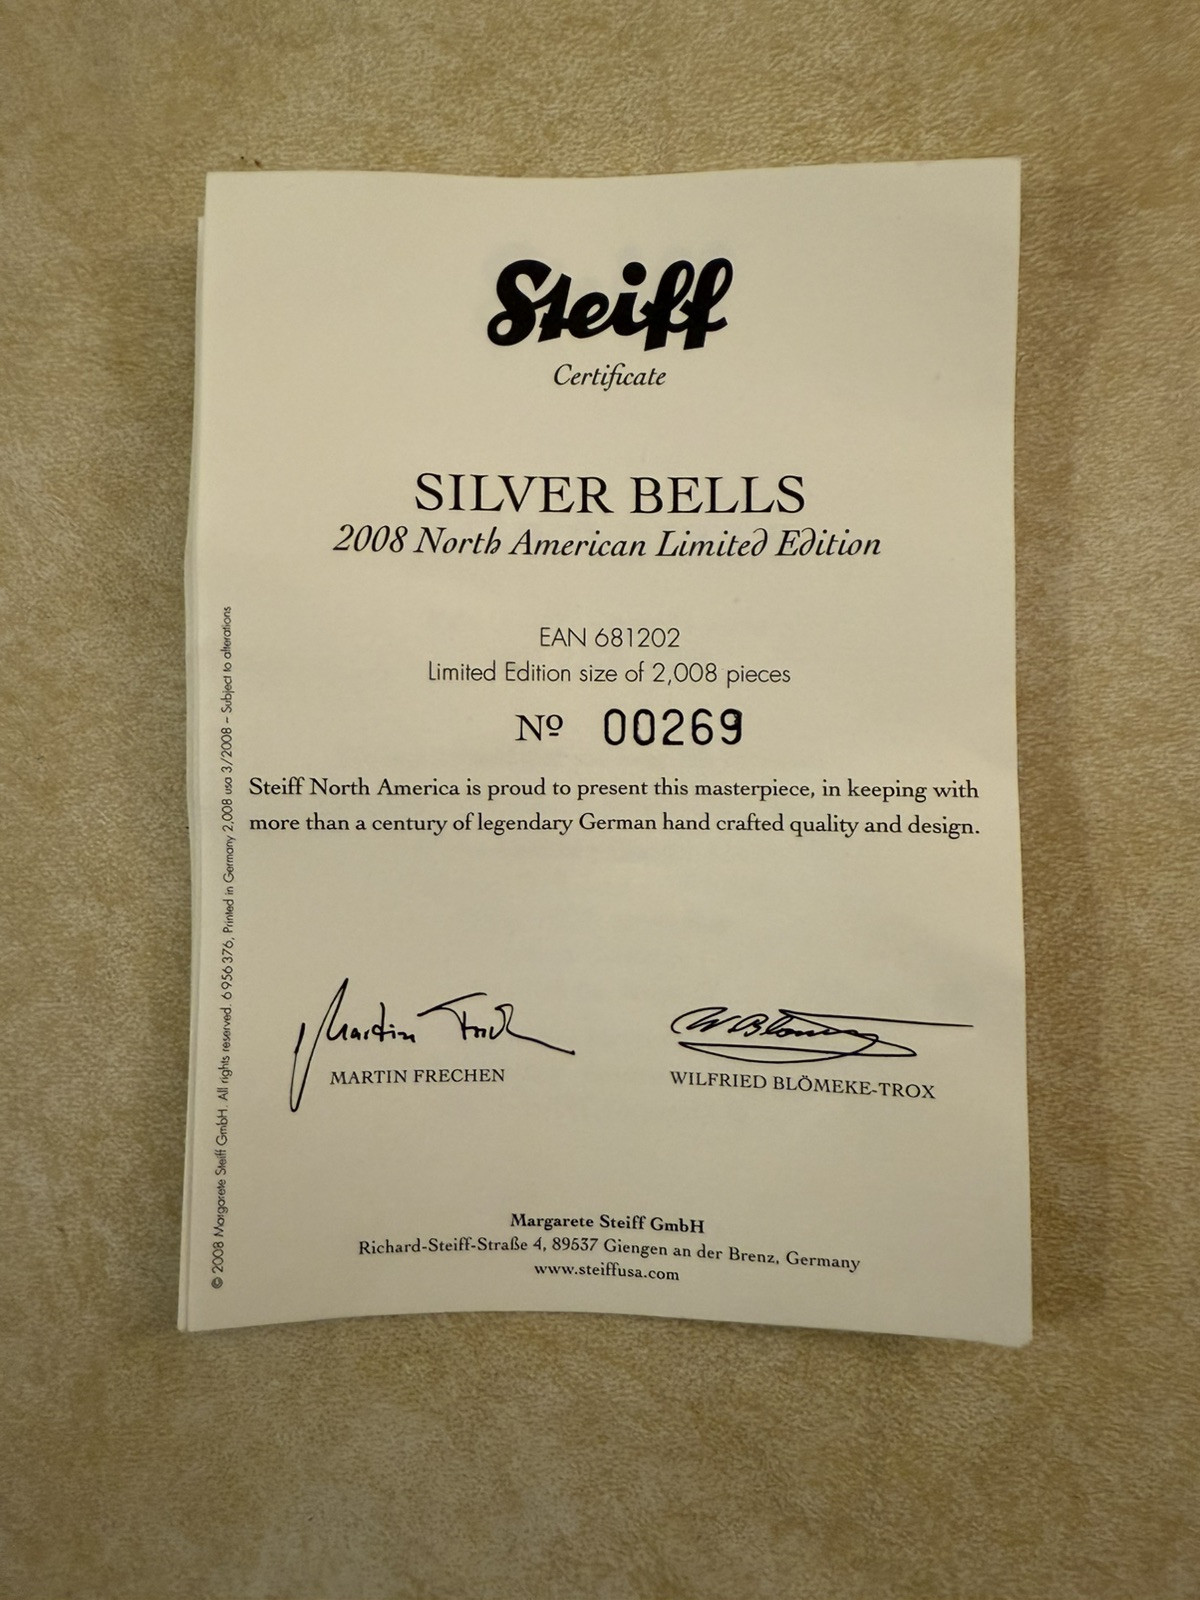 Steiff
Certificate
SILVER BELLS
2008 North American Limited Edition
EAN 681202
Limited Edition size of 2,008 pieces
Nº 00269
Steiff North America is proud to present this masterpiece, in keeping with
more than a century of legendary German hand crafted quality and design.
Martin Frech
W. Blömeke
MARTIN FRECHEN
WILFRIED BLÖMEKE-TROX
Margarete Steiff GmbH
Richard-Steiff-Straße 4, 89537 Giengen an der Brenz, Germany
www.steiffusa.com
© 2008 Margarete Steiff GmbH. All rights reserved. 6956376, Printed in Germany 2,008 usa 3/2008 – Subject to alterations